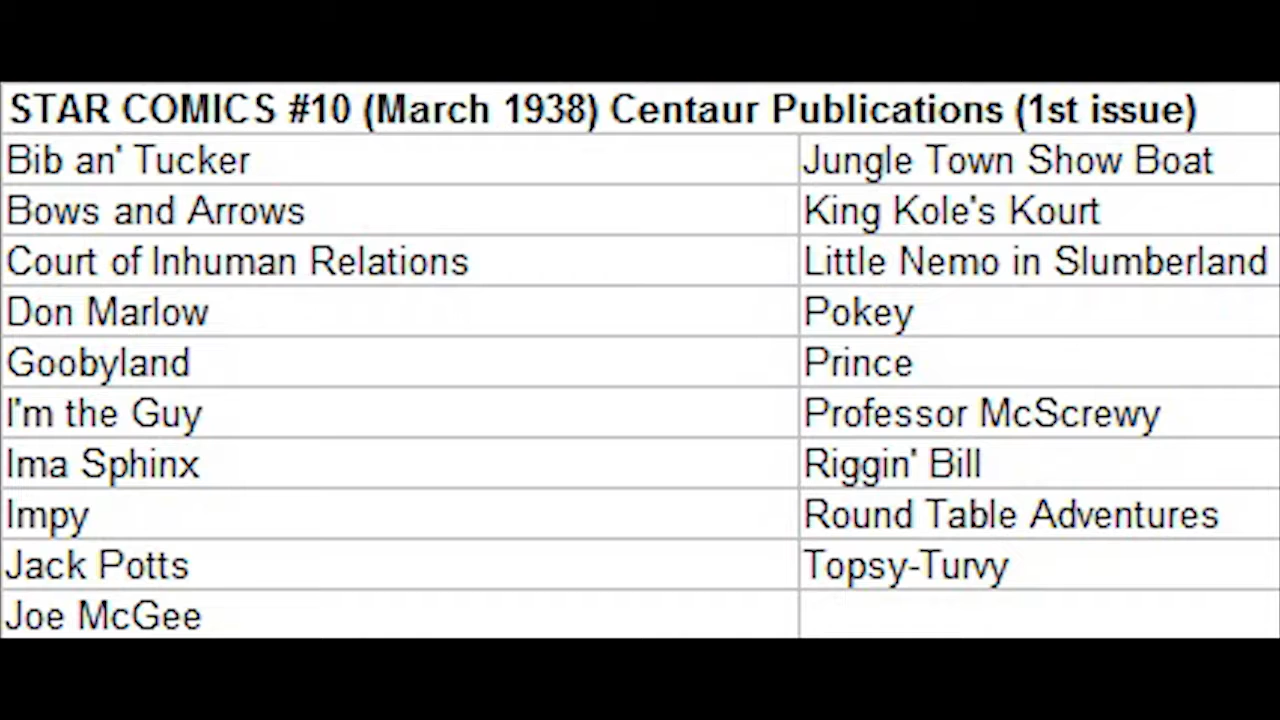 STAR COMICS #10 (March 1938) Centaur Publications (1st issue)
Bib an' Tucker
Jungle Town Show Boat
Bows and Arrows
King Kole's Kourt
Court of Inhuman Relations
Little Nemo in Slumberland
Don Marlow
Pokey
Goobyland
Prince
I'm the Guy
Professor McScrewy
Ima Sphinx
Riggin' Bill
Impy
Round Table Adventures
Jack Potts
Topsy-Turvy
Joe McGee